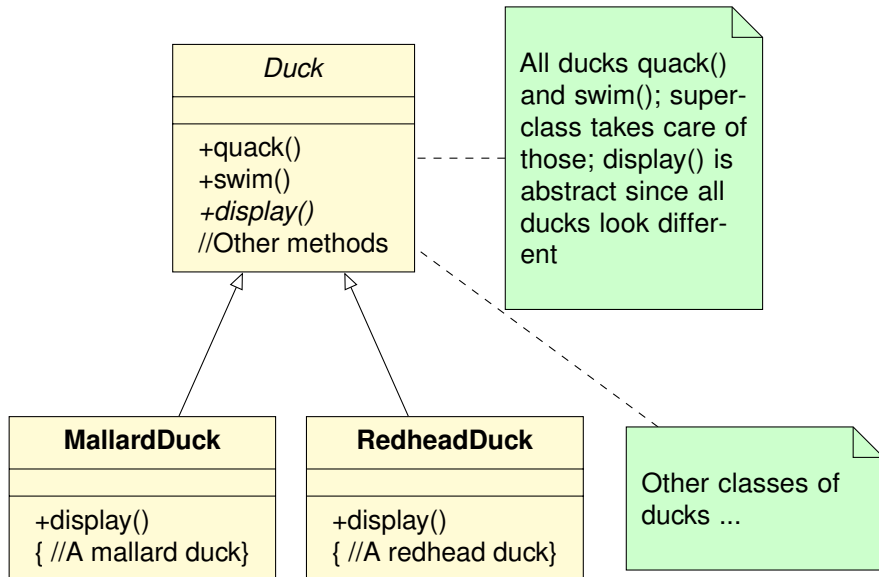 Duck
+quack()
+swim()
+display()
//Other methods
All ducks quack()
and swim(); super-
class takes care of
those; display() is
abstract since all
ducks look differ-
ent
MallardDuck
+display()
{ //A mallard duck}
RedheadDuck
+display()
{ //A redhead duck}
Other classes of
ducks ...